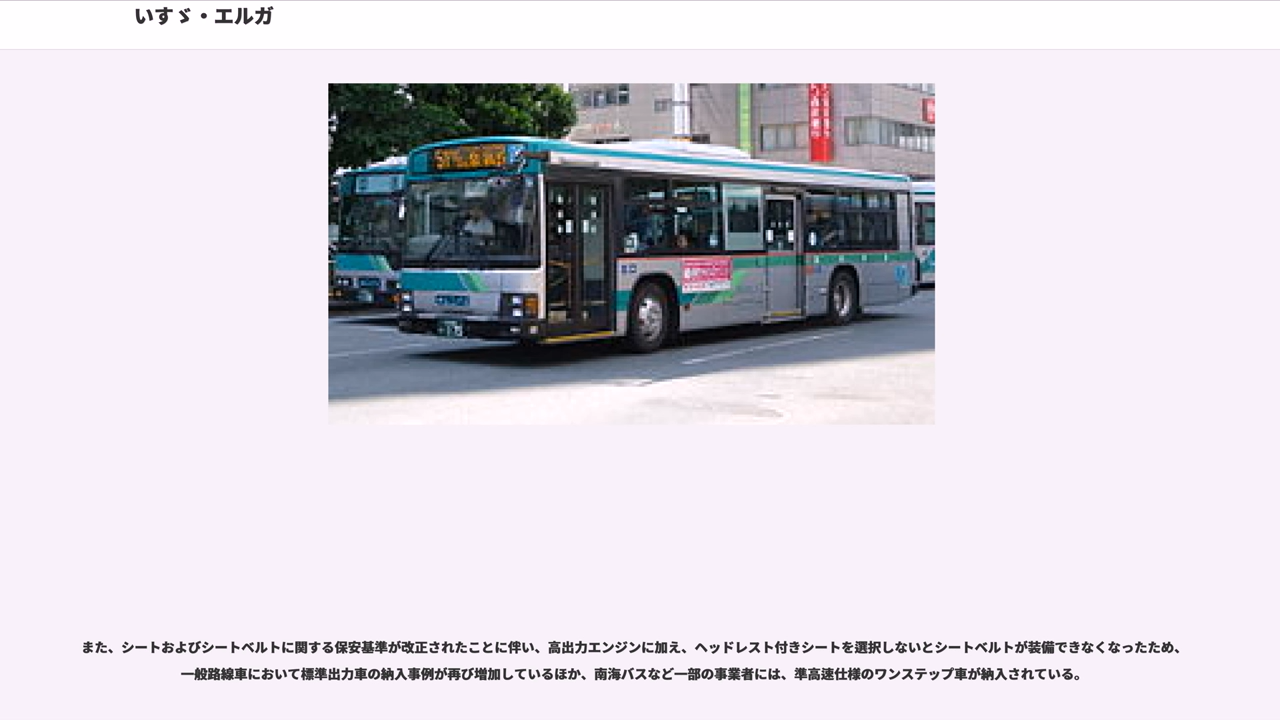 いすゞ・エルガ
また、シートおよびシートベルトに関する保安基準が改正されたことに伴い、高出力エンジンに加え、ヘッドレスト付きシートを選択しないとシートベルトが装備できなくなったため、
一般路線車において標準出力車の納入事例が再び増加しているほか、南海バスなど一部の事業者には、準高速仕様のワンステップ車が納入されている。